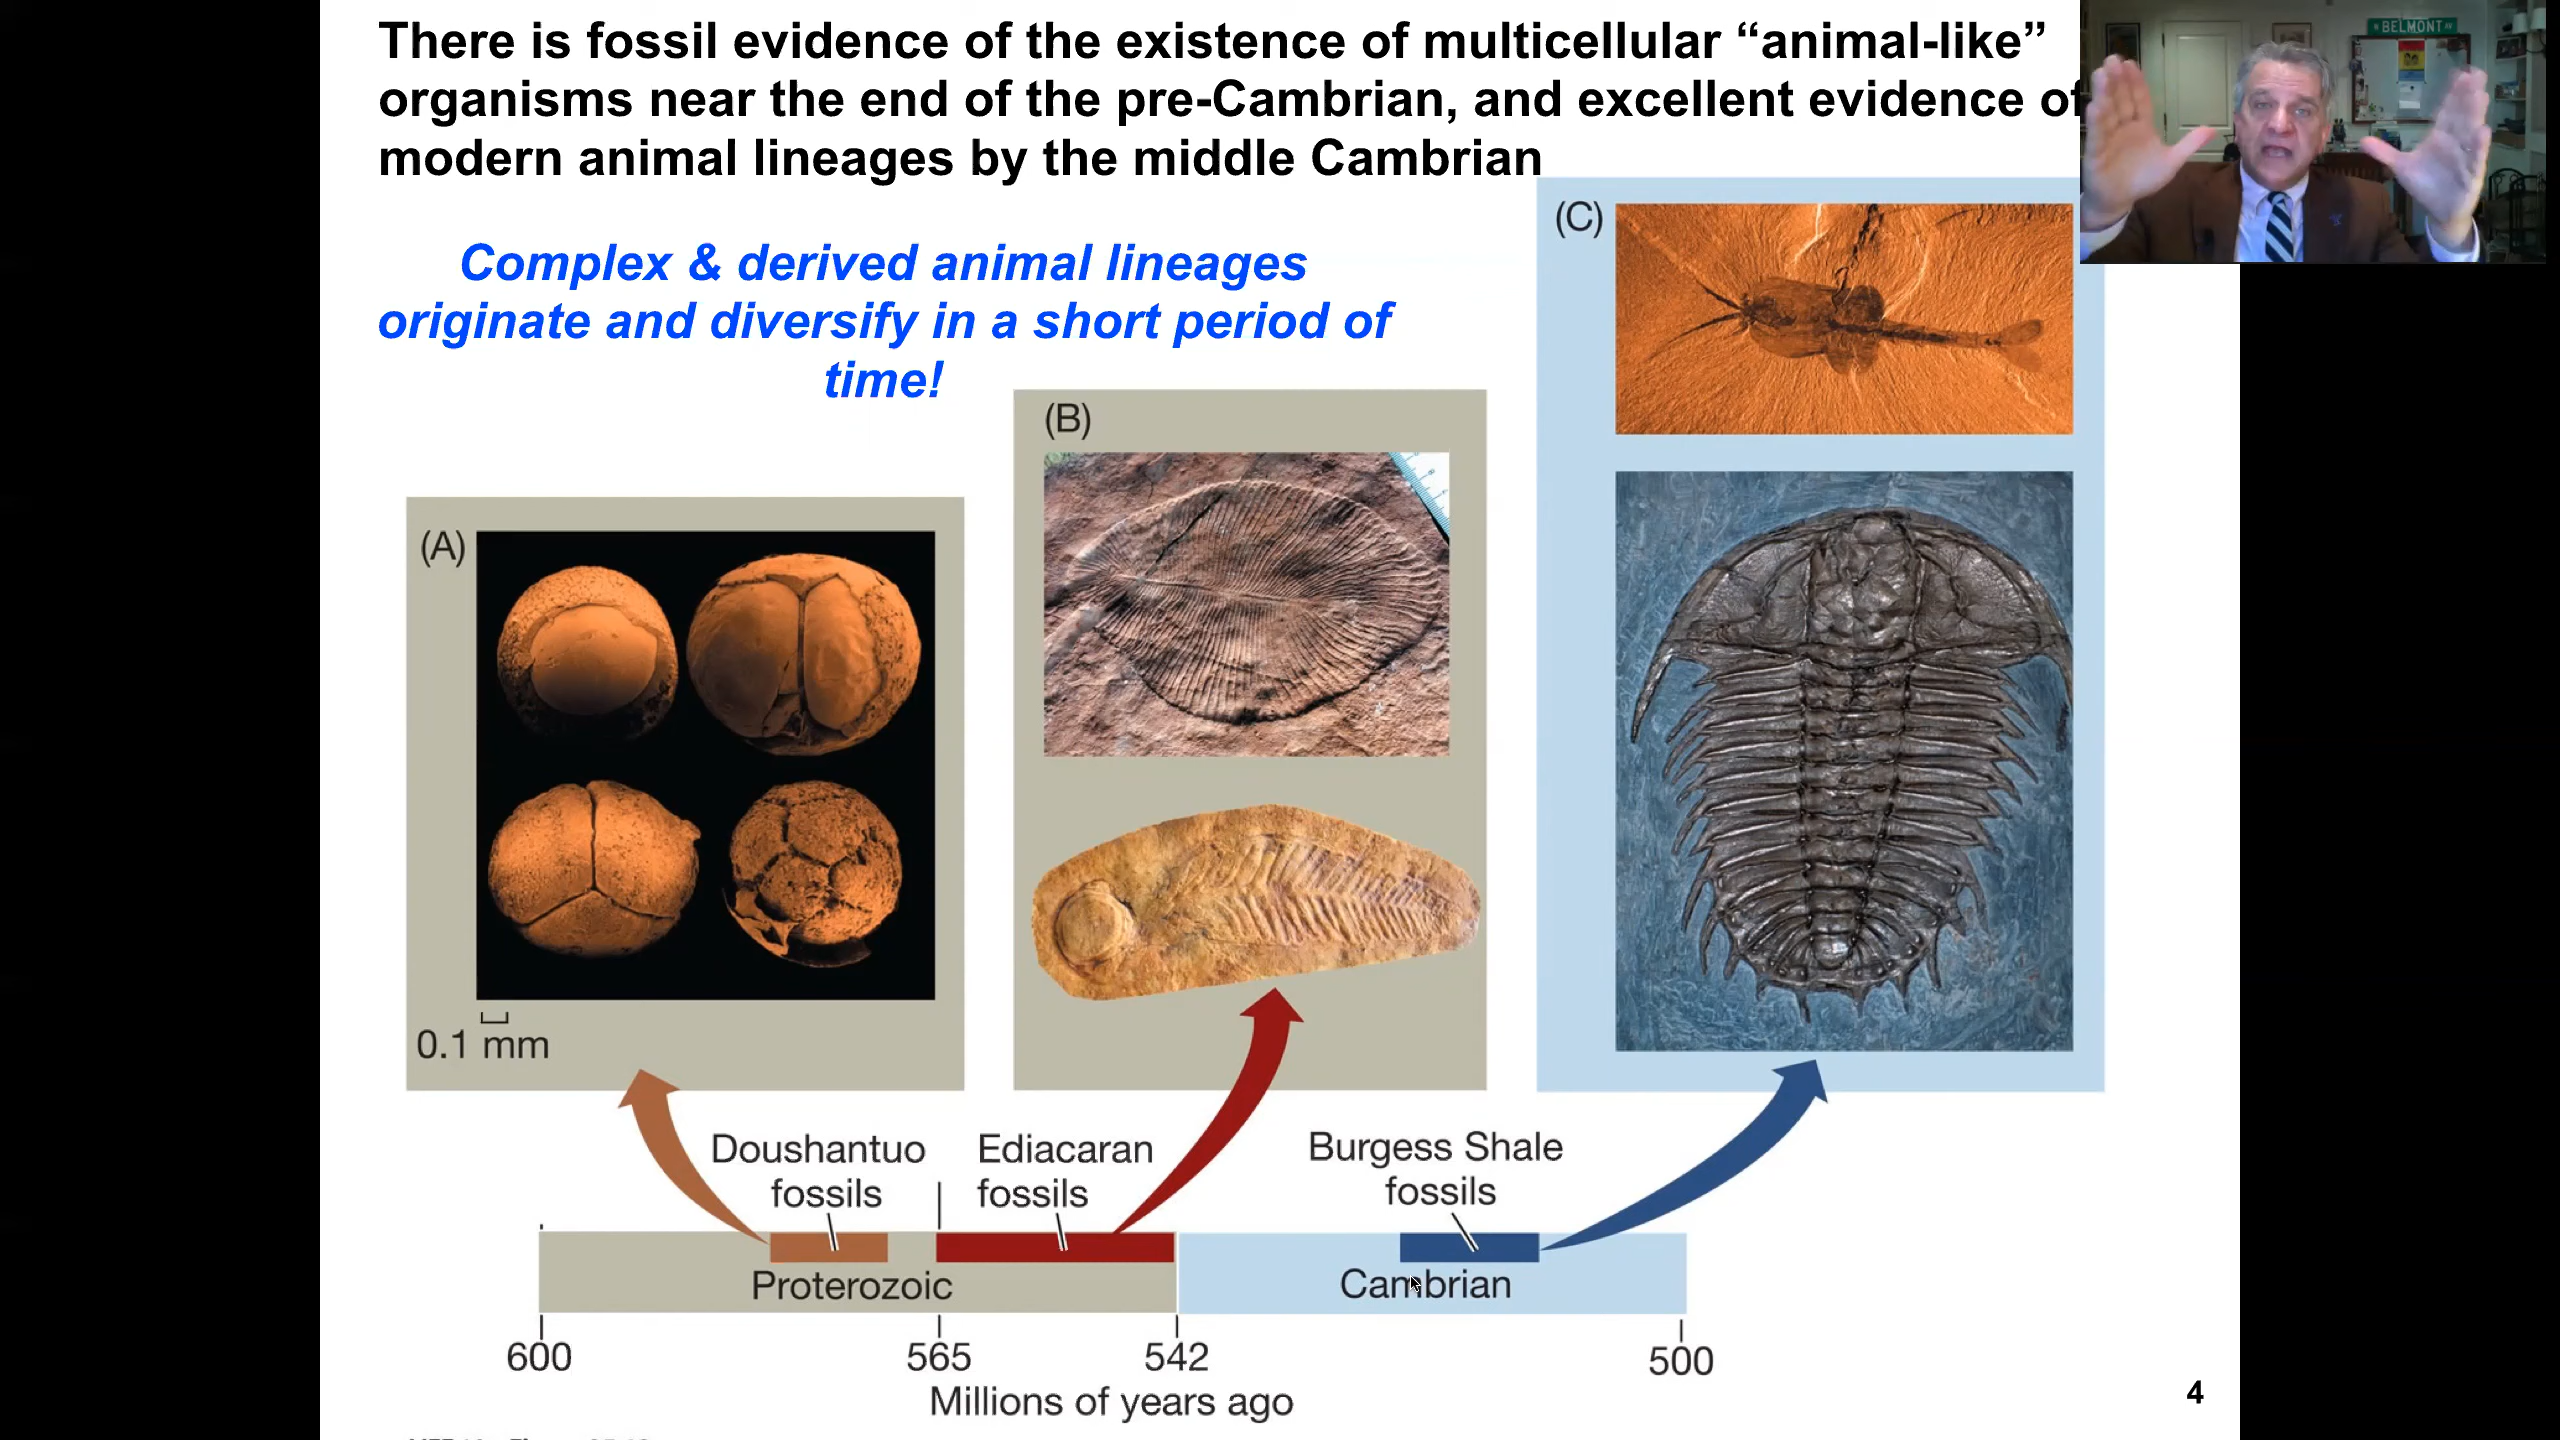 There is fossil evidence of the existence of multicellular “animal-like”
organisms near the end of the pre-Cambrian, and excellent evidence of
modern animal lineages by the middle Cambrian
BELMONT
Complex & derived animal lineages
originate and diversify in a short period of
time!
(A)
0.1 mm
(B)
(C)
Doushantuo
fossils
Ediacaran
fossils
Burgess Shale
fossils
Proterozoic
Cambrian
600
565
542
500
Millions of years ago
4